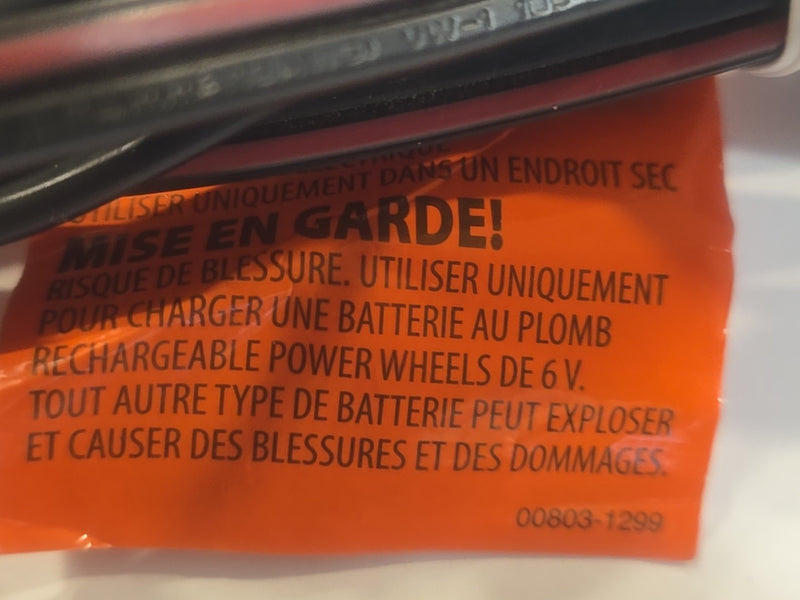 VW-1
UTILISER UNIQUEMENT DANS UN ENDROIT SEC
MISE EN GARDE!
RISQUE DE BLESSURE. UTILISER UNIQUEMENT
POUR CHARGER UNE BATTERIE AU PLOMB
RECHARGEABLE POWER WHEELS DE 6 V.
TOUT AUTRE TYPE DE BATTERIE PEUT EXPLOSER
ET CAUSER DES BLESSURES ET DES DOMMAGES.
00803-1299